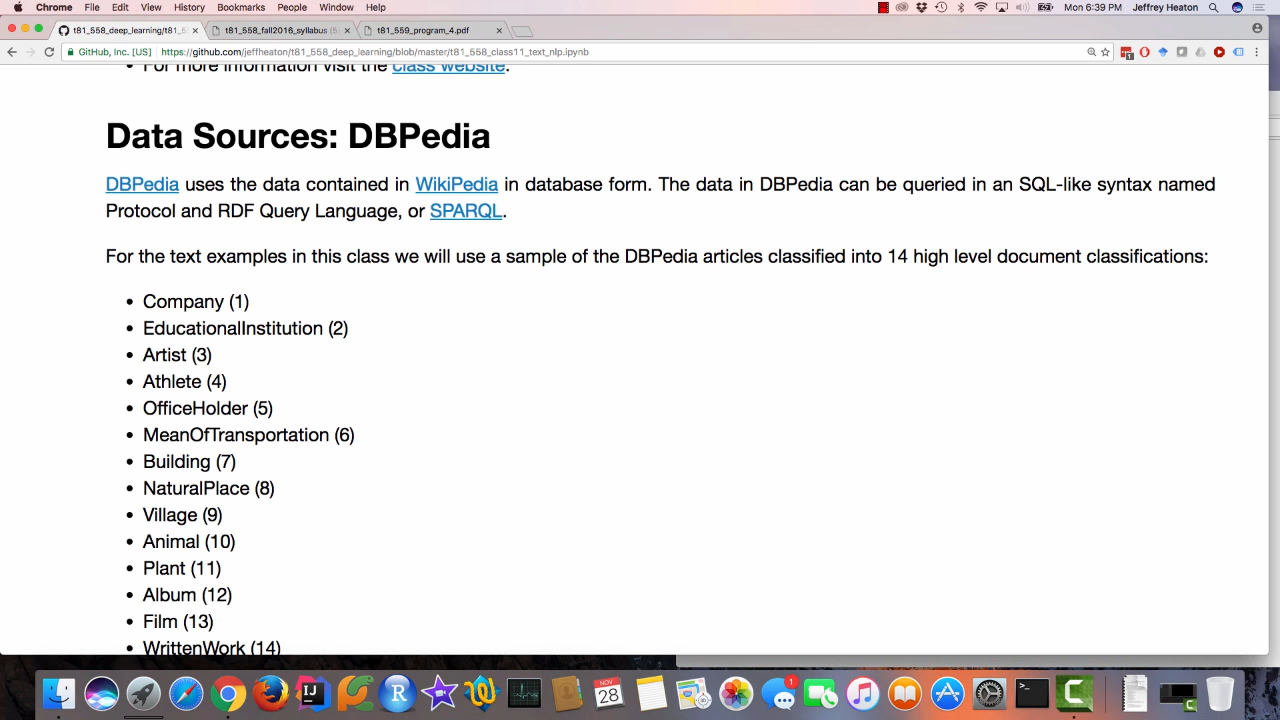 Chrome File Edit View History Bookmarks People Window Help Mon 6:39 PM Jeffrey Heaton
t81_558_deep_learning/t81_5 t81_558_fall2016_syllabus ( t81_559_program_4.pdf
GitHub, Inc. [US] https://github.com/jeffheaton/t81_558_deep_learning/blob/master/t81_558_class11_text_nlp.ipynb
For more information visit the class website.
Data Sources: DBPedia
DBPedia uses the data contained in WikiPedia in database form. The data in DBPedia can be queried in an SQL-like syntax named
Protocol and RDF Query Language, or SPARQL.
For the text examples in this class we will use a sample of the DBPedia articles classified into 14 high level document classifications:
• Company (1)
• EducationalInstitution (2)
• Artist (3)
• Athlete (4)
• OfficeHolder (5)
• MeanOfTransportation (6)
• Building (7)
• NaturalPlace (8)
• Village (9)
• Animal (10)
• Plant (11)
• Album (12)
• Film (13)
• WrittenWork (14)
NOV
28
1